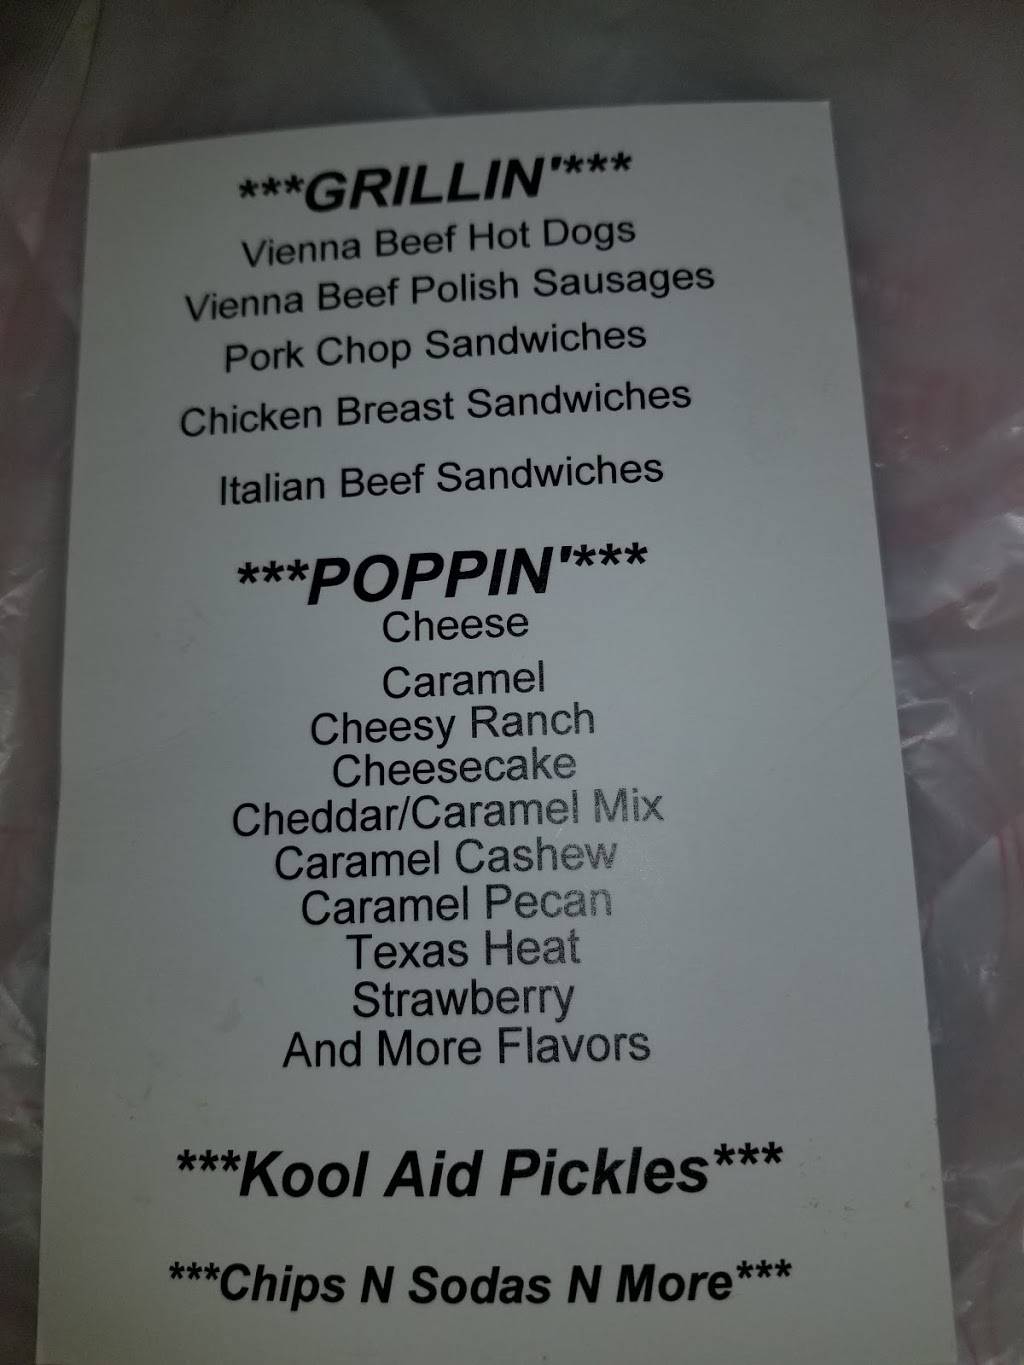 ***GRILLIN'***
Vienna Beef Hot Dogs
Vienna Beef Polish Sausages
Pork Chop Sandwiches
Chicken Breast Sandwiches
Italian Beef Sandwiches
***POPPIN'***
Cheese
Caramel
Cheesy Ranch
Cheesecake
Cheddar/Caramel Mix
Caramel Cashew
Caramel Pecan
Texas Heat
Strawberry
And More Flavors
***Kool Aid Pickles***
***Chips N Sodas N More***